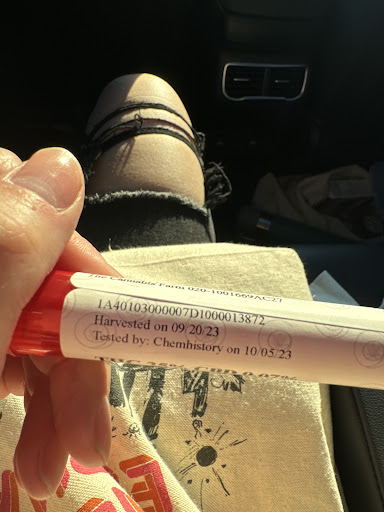 The Cannabis Farm 020-1001669AC27
1A40103000007D1000013872
Harvested on 09/20/23
Tested by: Chemhistory on 10/05.23